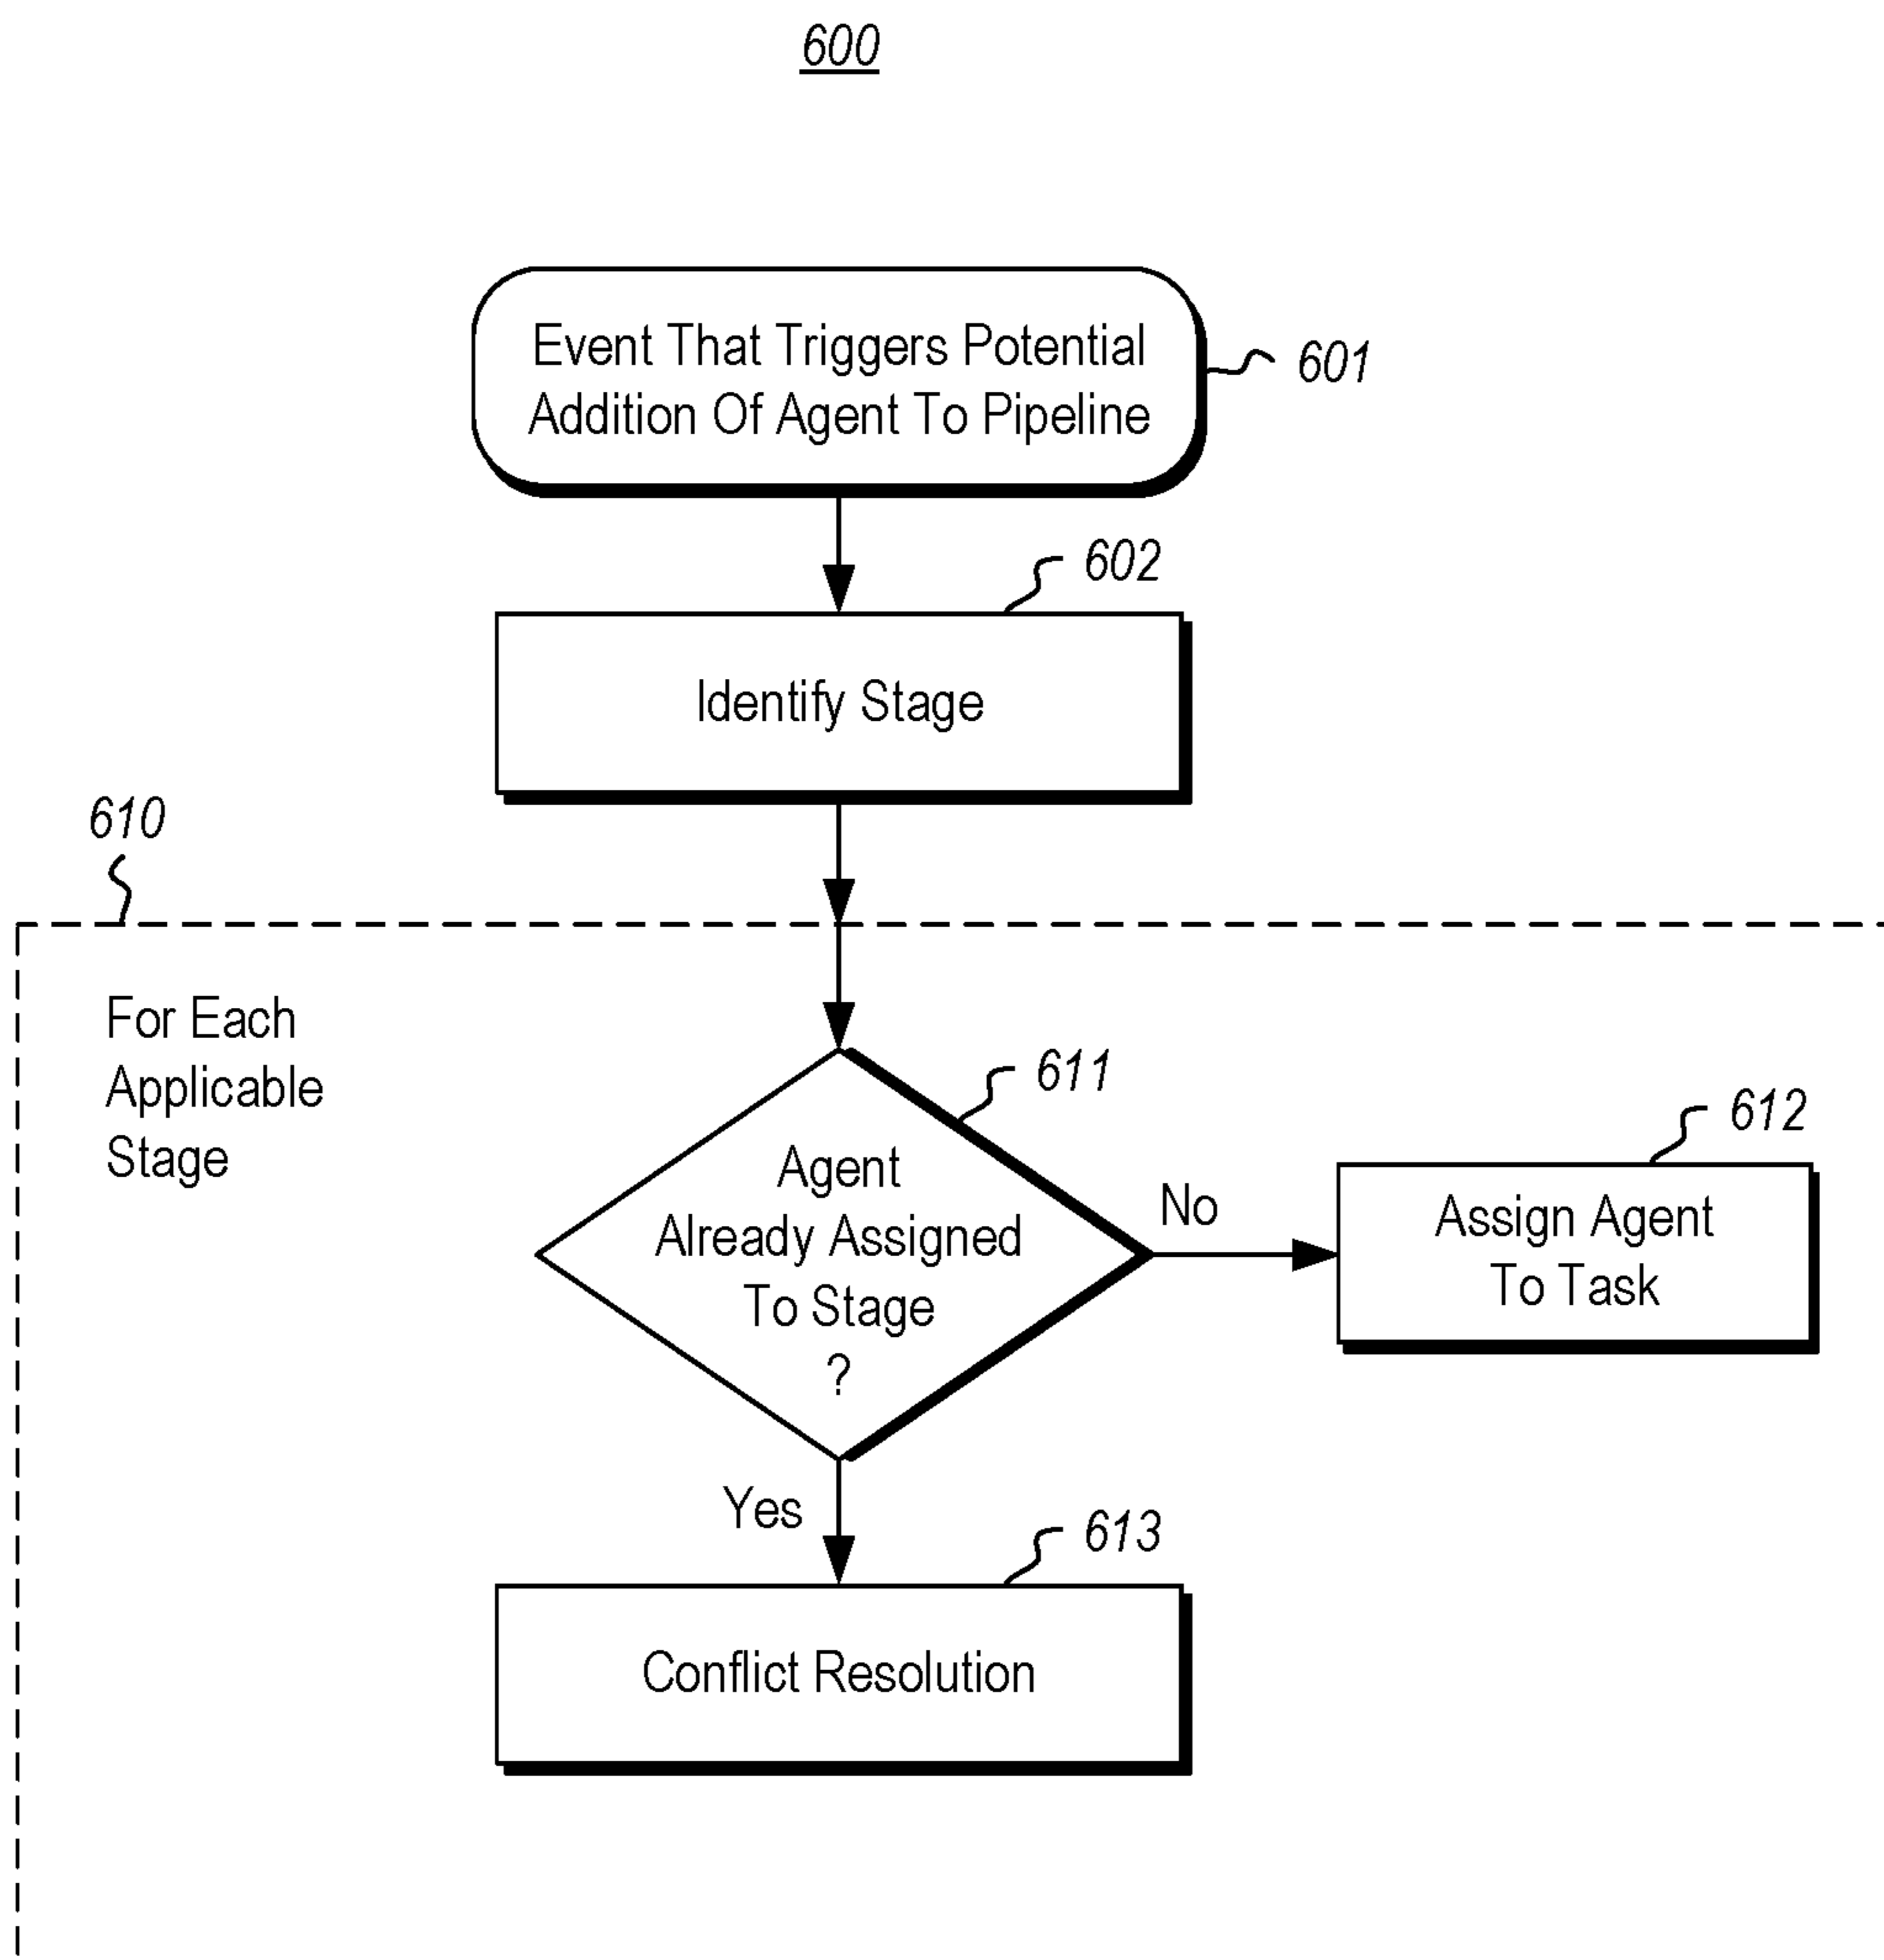 600
Event That Triggers Potential
Addition Of Agent To Pipeline
601
602
Identify Stage
610
For Each
Applicable
Stage
611
Agent
Already Assigned
To Stage
?
No
612
Assign Agent
To Task
Yes
613
Conflict Resolution